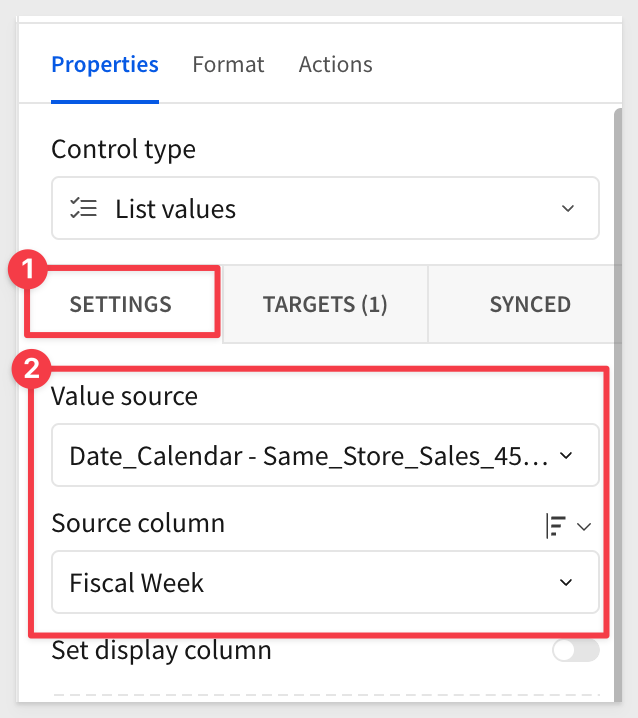 Properties Format Actions
Control type
List values
1
SETTINGS TARGETS (1) SYNCED
2
Value source
Date_Calendar - Same_Store_Sales_45...
Source column
Fiscal Week
Set display column